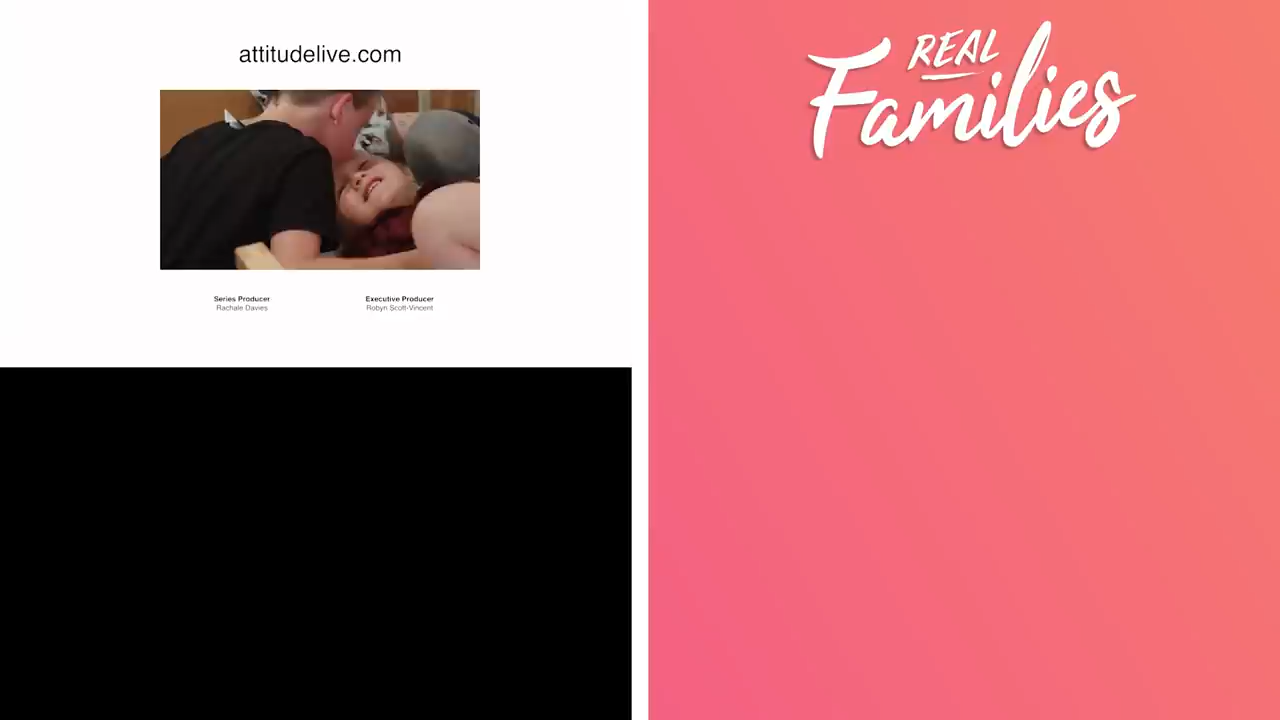 attitudelive.com
Series Producer
Rachale Davies
Executive Producer
Robyn Scott-Vincent
REAL
Families